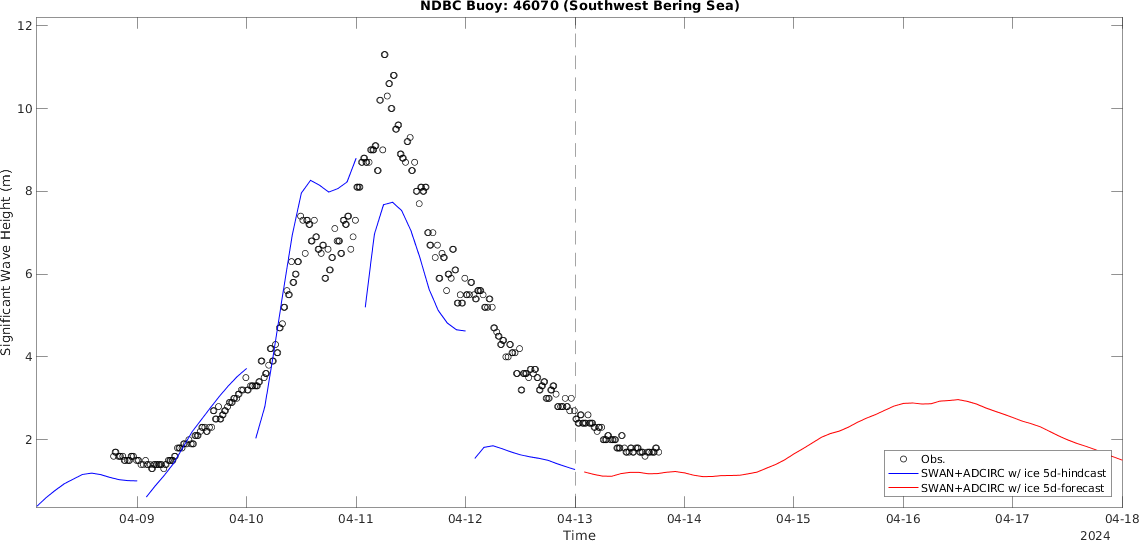 NDBC Buoy: 46070 (Southwest Bering Sea)
12
10
8
6
4
2
Significant Wave Height (m)
Obs.
SWAN+ADCIRC w/ ice 5d-hindcast
SWAN+ADCIRC w/ ice 5d-forecast
04-09
04-10
04-11
04-12
04-13
04-14
04-15
04-16
04-17
04-18
Time
2024